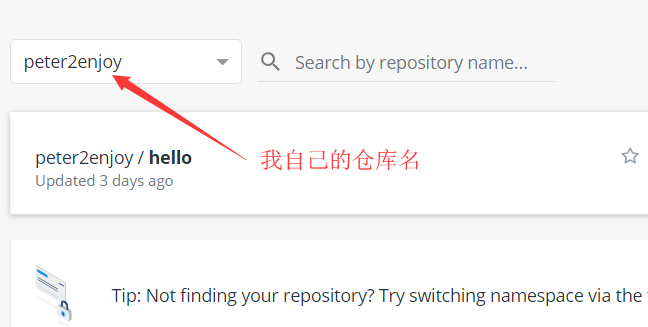 peter2enjoy
Search by repository name...
peter2enjoy / hello
我自己的仓库名
Updated 3 days ago
Tip: Not finding your repository? Try switching namespace via the